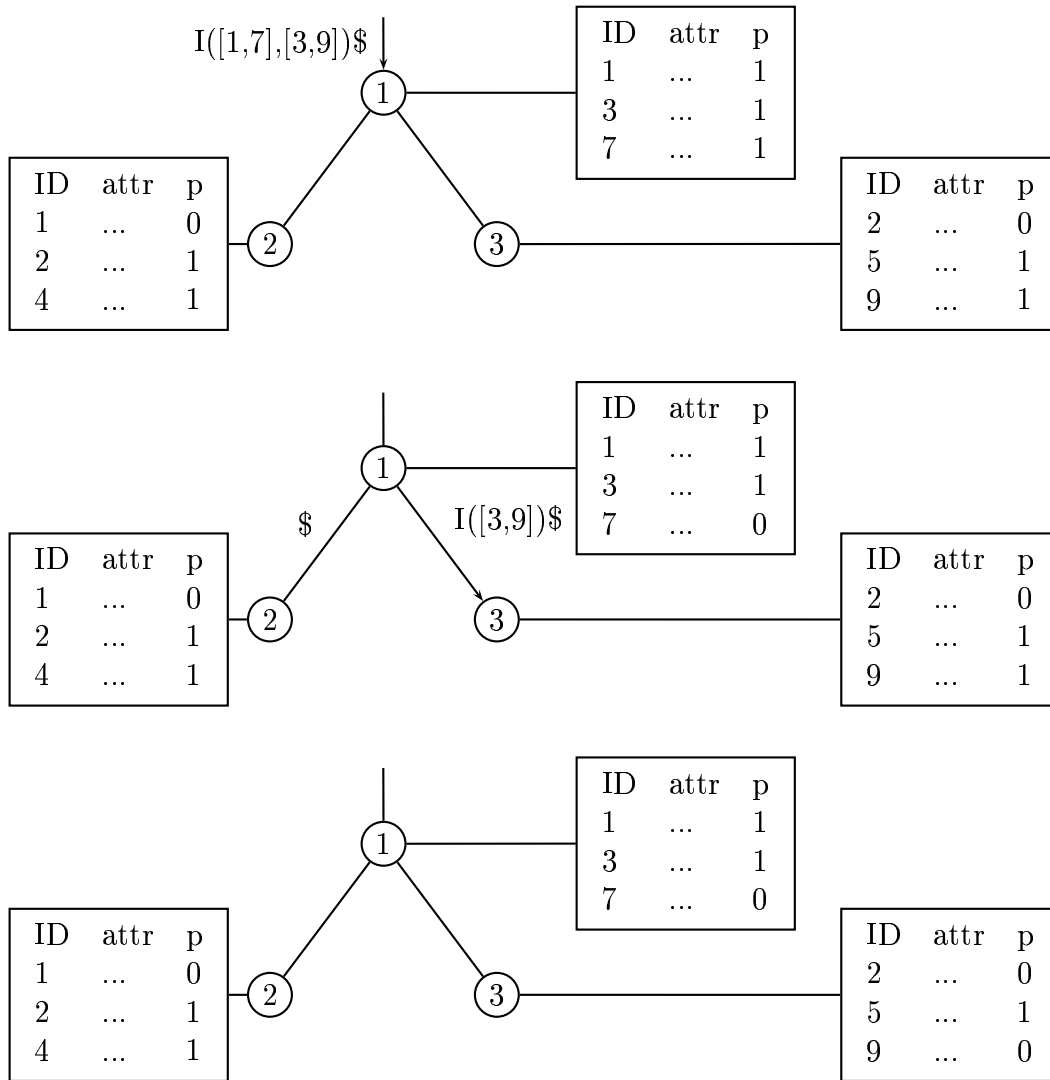 I([1,7],[3,9])$
ID attr p
1 ... 1
3 ... 1
7 ... 1
1
ID attr p
1 ... 0
2 ... 1
4 ... 1
2
3
ID attr p
2 ... 0
5 ... 1
9 ... 1
1
ID attr p
1 ... 1
3 ... 1
7 ... 0
$
I([3,9])$
ID attr p
1 ... 0
2 ... 1
4 ... 1
2
3
ID attr p
2 ... 0
5 ... 1
9 ... 1
1
ID attr p
1 ... 1
3 ... 1
7 ... 0
ID attr p
1 ... 0
2 ... 1
4 ... 1
2
3
ID attr p
2 ... 0
5 ... 1
9 ... 0